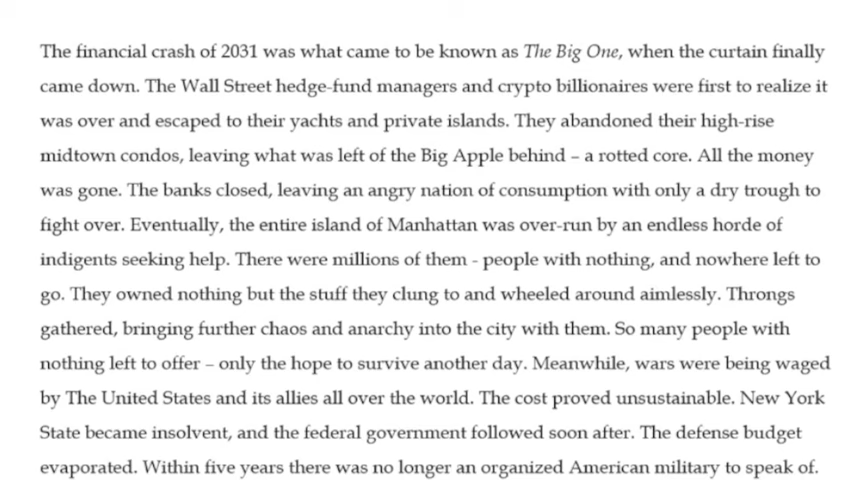 The financial crash of 2031 was what came to be known as The Big One, when the curtain finally
came down. The Wall Street hedge-fund managers and crypto billionaires were first to realize it
was over and escaped to their yachts and private islands. They abandoned their high-rise
midtown condos, leaving what was left of the Big Apple behind – a rotted core. All the money
was gone. The banks closed, leaving an angry nation of consumption with only a dry trough to
fight over. Eventually, the entire island of Manhattan was over-run by an endless horde of
indigents seeking help. There were millions of them - people with nothing, and nowhere left to
go. They owned nothing but the stuff they clung to and wheeled around aimlessly. Throngs
gathered, bringing further chaos and anarchy into the city with them. So many people with
nothing left to offer – only the hope to survive another day. Meanwhile, wars were being waged
by The United States and its allies all over the world. The cost proved unsustainable. New York
State became insolvent, and the federal government followed soon after. The defense budget
evaporated. Within five years there was no longer an organized American military to speak of.